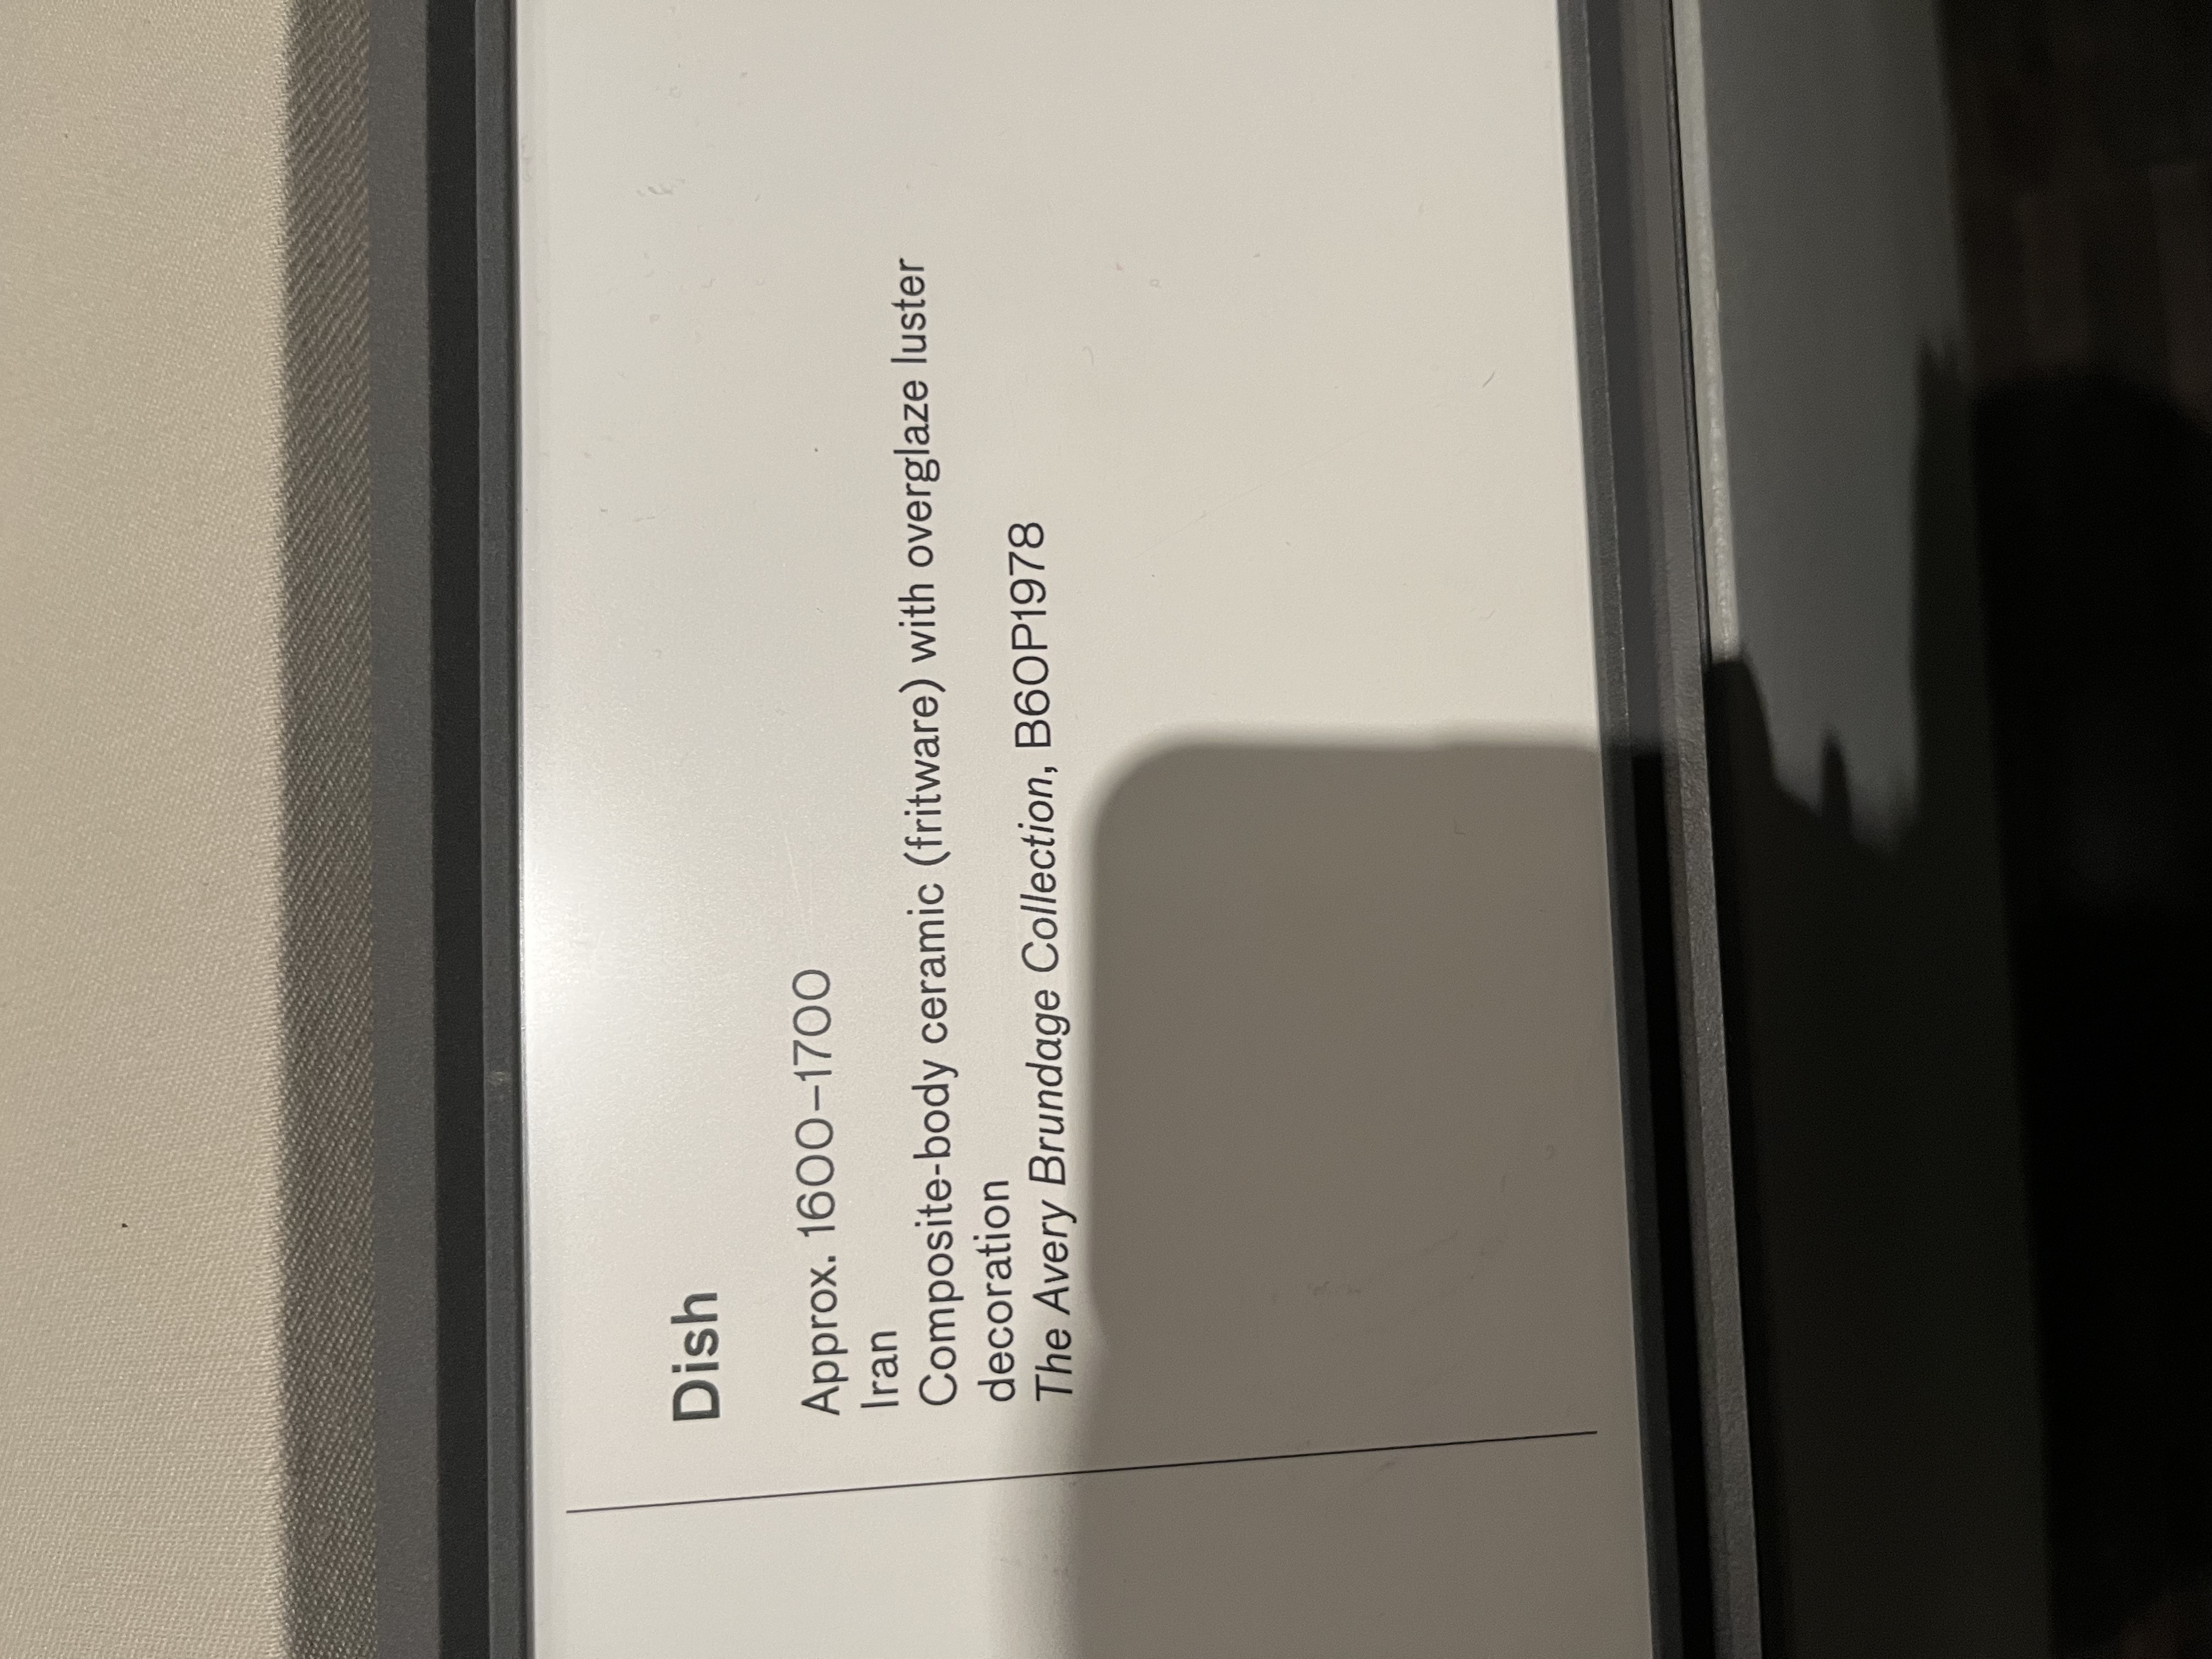 Dish
Approx. 1600–1700
Iran
Composite-body ceramic (fritware) with overglaze luster
decoration
The Avery Brundage Collection, B60P1978